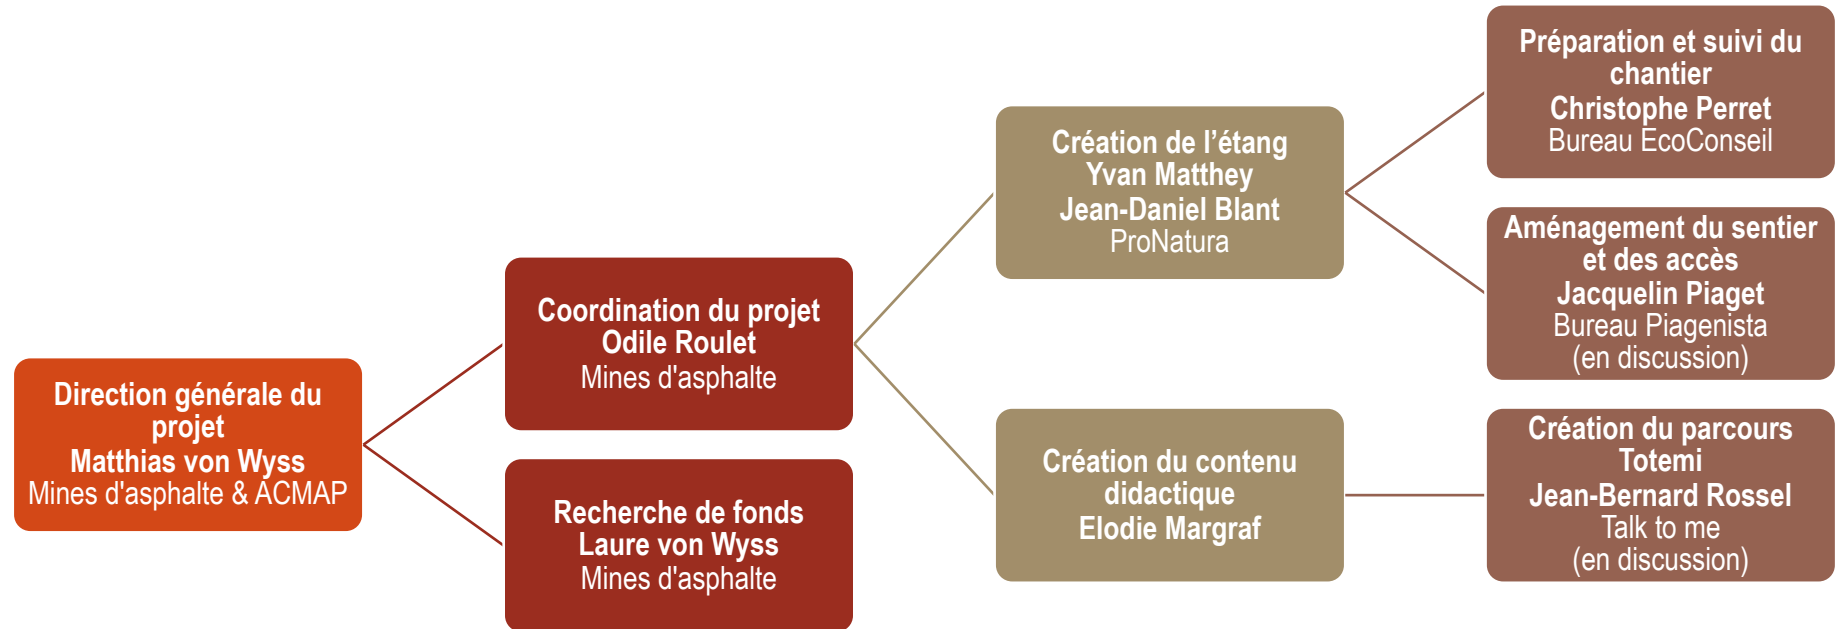 Direction générale du
projet
Matthias von Wyss
Mines d'asphalte & ACMAP
Coordination du projet
Odile Roulet
Mines d'asphalte
Recherche de fonds
Laure von Wyss
Mines d'asphalte
Création de l’étang
Yvan Matthey
Jean-Daniel Blant
ProNatura
Création du contenu
didactique
Elodie Margraf
Préparation et suivi du
chantier
Christophe Perret
Bureau EcoConseil
Aménagement du sentier
et des accès
Jacquelin Piaget
Bureau Piagenista
(en discussion)
Création du parcours
Totemi
Jean-Bernard Rossel
Talk to me
(en discussion)